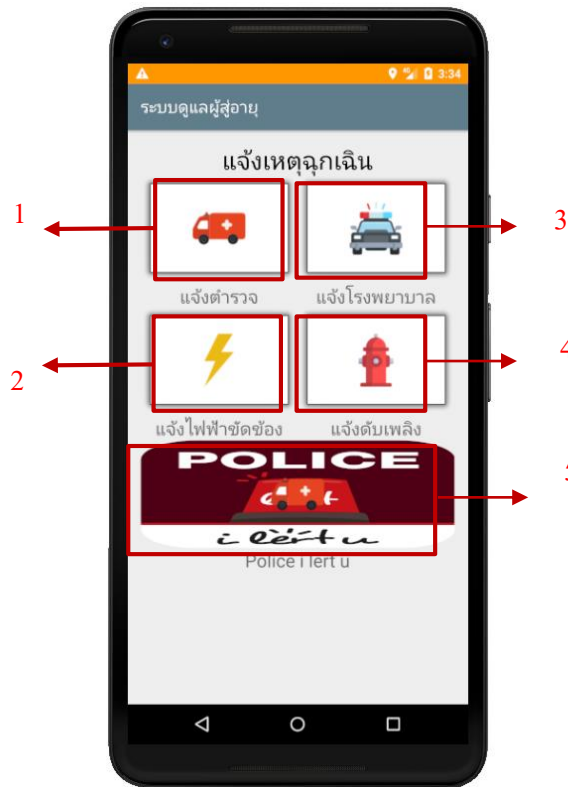 3:34
ระบบดูแลผู้สู่อายุ
แจ้งเหตุฉุกเฉิน
1
3
แจ้งตำรวจ
แจ้งโรงพยาบาล
2
4
แจ้งไฟฟ้าขัดข้อง
แจ้งดับเพลิง
POLICE
i lert u
Police i lert u